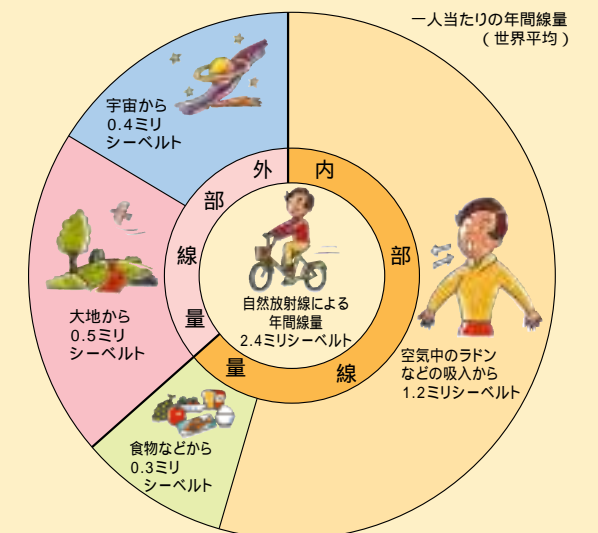 一人当たりの年間線量
(世界平均)
宇宙から
0.4ミリ
シーベルト
外部線量
内部線量
大地から
0.5ミリ
シーベルト
自然放射線による
年間線量
2.4ミリシーベルト
空気中のラドン
などの吸入から
1.2ミリシーベルト
食物などから
0.3ミリ
シーベルト